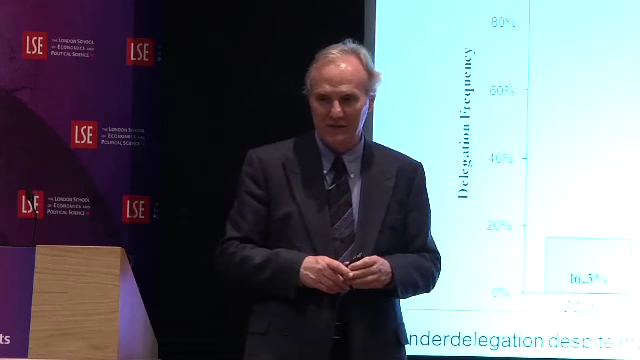 LSE THE LONDON SCHOOL
OF ECONOMICS AND
POLITICAL SCIENCE
LSE
LSE THE LONDON SCHOOL
OF ECONOMICS AND
POLITICAL SCIENCE
LSE THE LONDON SCHOOL
OF ECONOMICS AND
POLITICAL SCIENCE
LSE
ts
80%
60%
40%
20%
0%
Delegation Frequency
16.5%
nderdelegation despite